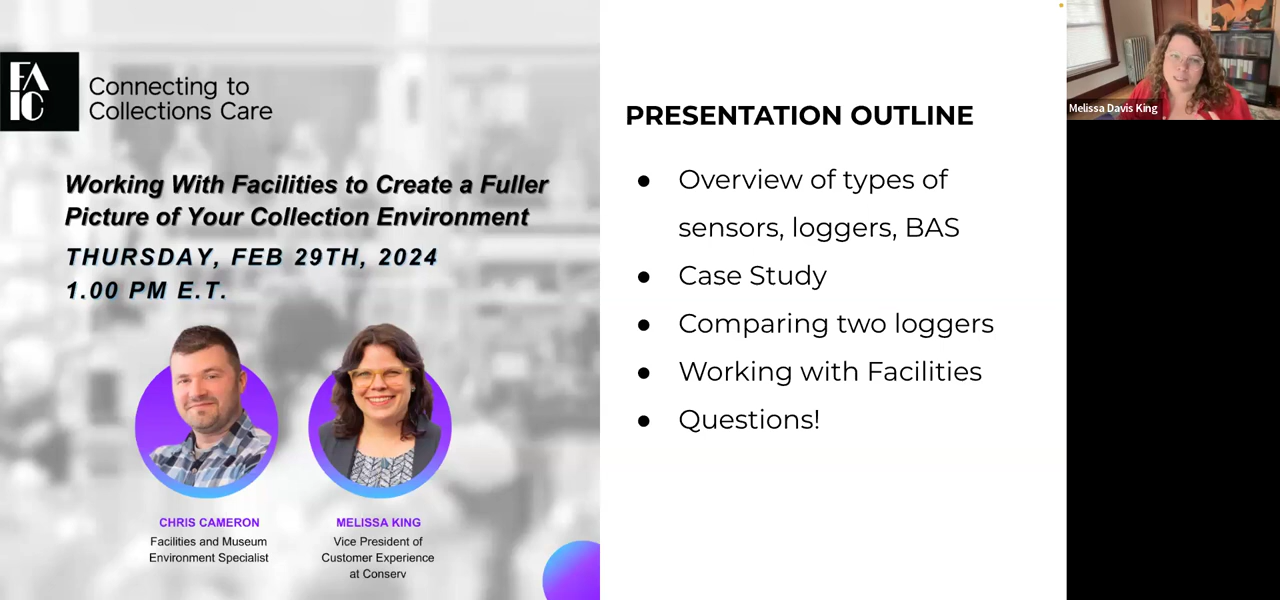 FA
IC
Connecting to
Collections Care
Working With Facilities to Create a Fuller
Picture of Your Collection Environment
THURSDAY, FEB 29TH, 2024
1.00 PM E.T.
CHRIS CAMERON
Facilities and Museum
Environment Specialist
MELISSA KING
Vice President of
Customer Experience
at Conserv
PRESENTATION OUTLINE
● Overview of types of
sensors, loggers, BAS
● Case Study
● Comparing two loggers
● Working with Facilities
● Questions!
Melissa Davis King